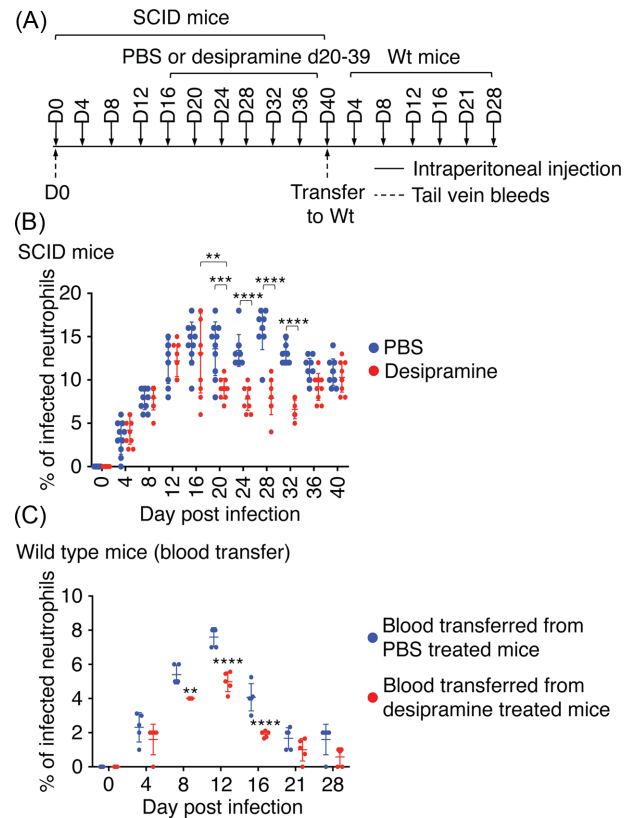 (A)
SCID mice
PBS or desipramine d20-39 Wt mice
D0 D4 D8 D12 D16 D20 D24 D28 D32 D36 D40 D4 D8 D12 D16 D21 D28
Intraperitoneal injection
D0 Transfer to Wt Tail vein bleeds
(B)
SCID mice
% of infected neutrophils
20
15
10
5
0
**
*** **** ****
****
PBS
Desipramine
0 4 8 12 16 20 24 28 32 36 40
Day post infection
(C)
Wild type mice (blood transfer)
% of infected neutrophils
10
8
6
4
2
0
**
****
****
Blood transferred from
PBS treated mice
Blood transferred from
desipramine treated mice
0 4 8 12 16 21 28
Day post infection